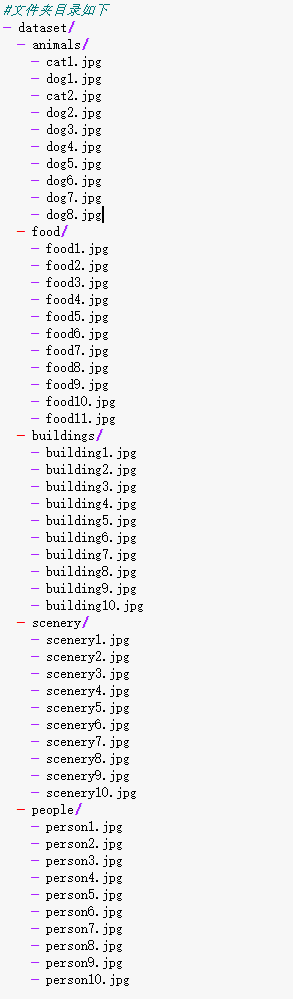 #文件夹目录如下
- dataset/
- animals/
- cat1.jpg
- dog1.jpg
- cat2.jpg
- dog2.jpg
- dog3.jpg
- dog4.jpg
- dog5.jpg
- dog6.jpg
- dog7.jpg
- dog8.jpg
- food/
- food1.jpg
- food2.jpg
- food3.jpg
- food4.jpg
- food5.jpg
- food6.jpg
- food7.jpg
- food8.jpg
- food9.jpg
- food10.jpg
- food11.jpg
- buildings/
- building1.jpg
- building2.jpg
- building3.jpg
- building4.jpg
- building5.jpg
- building6.jpg
- building7.jpg
- building8.jpg
- building9.jpg
- building10.jpg
- scenery/
- scenery1.jpg
- scenery2.jpg
- scenery3.jpg
- scenery4.jpg
- scenery5.jpg
- scenery6.jpg
- scenery7.jpg
- scenery8.jpg
- scenery9.jpg
- scenery10.jpg
- people/
- person1.jpg
- person2.jpg
- person3.jpg
- person4.jpg
- person5.jpg
- person6.jpg
- person7.jpg
- person8.jpg
- person9.jpg
- person10.jpg